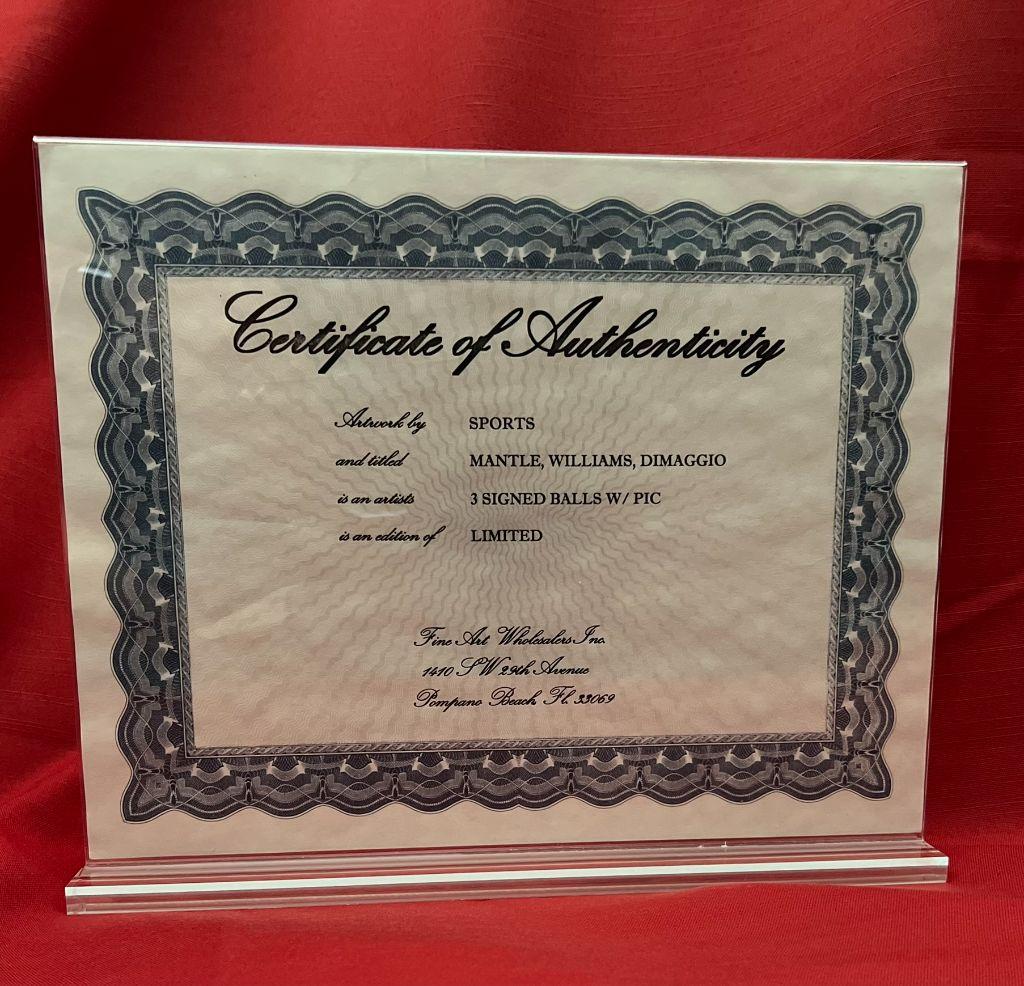 Certificate of Authenticity
Artwork by SPORTS
and titled MANTLE, WILLIAMS, DIMAGGIO
is an artists 3 SIGNED BALLS W/ PIC
is an edition of LIMITED
Fine Art Wholesalers Inc.
1410 SW 29th Avenue
Pompano Beach Fl. 33069